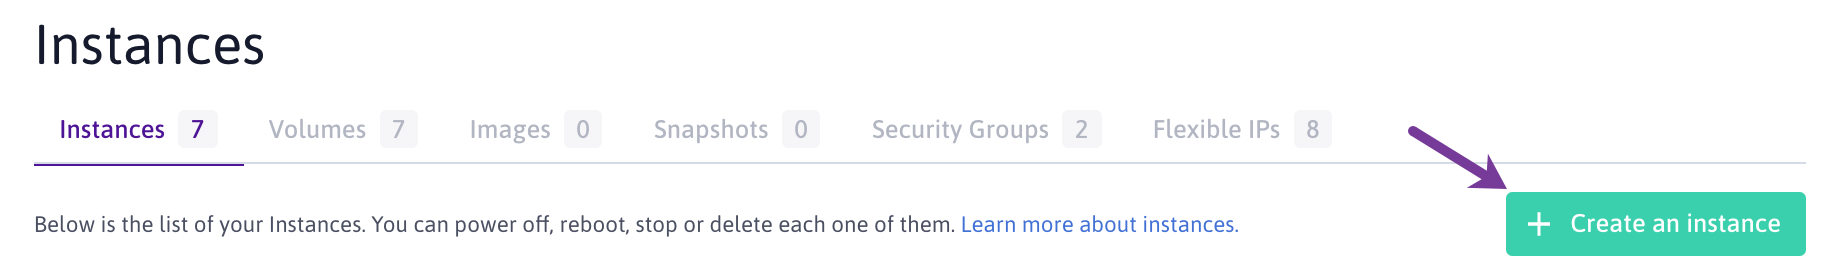 Instances
Instances 7 Volumes 7 Images 0 Snapshots 0 Security Groups 2 Flexible IPs 8
Below is the list of your Instances. You can power off, reboot, stop or delete each one of them. Learn more about instances.
+ Create an instance